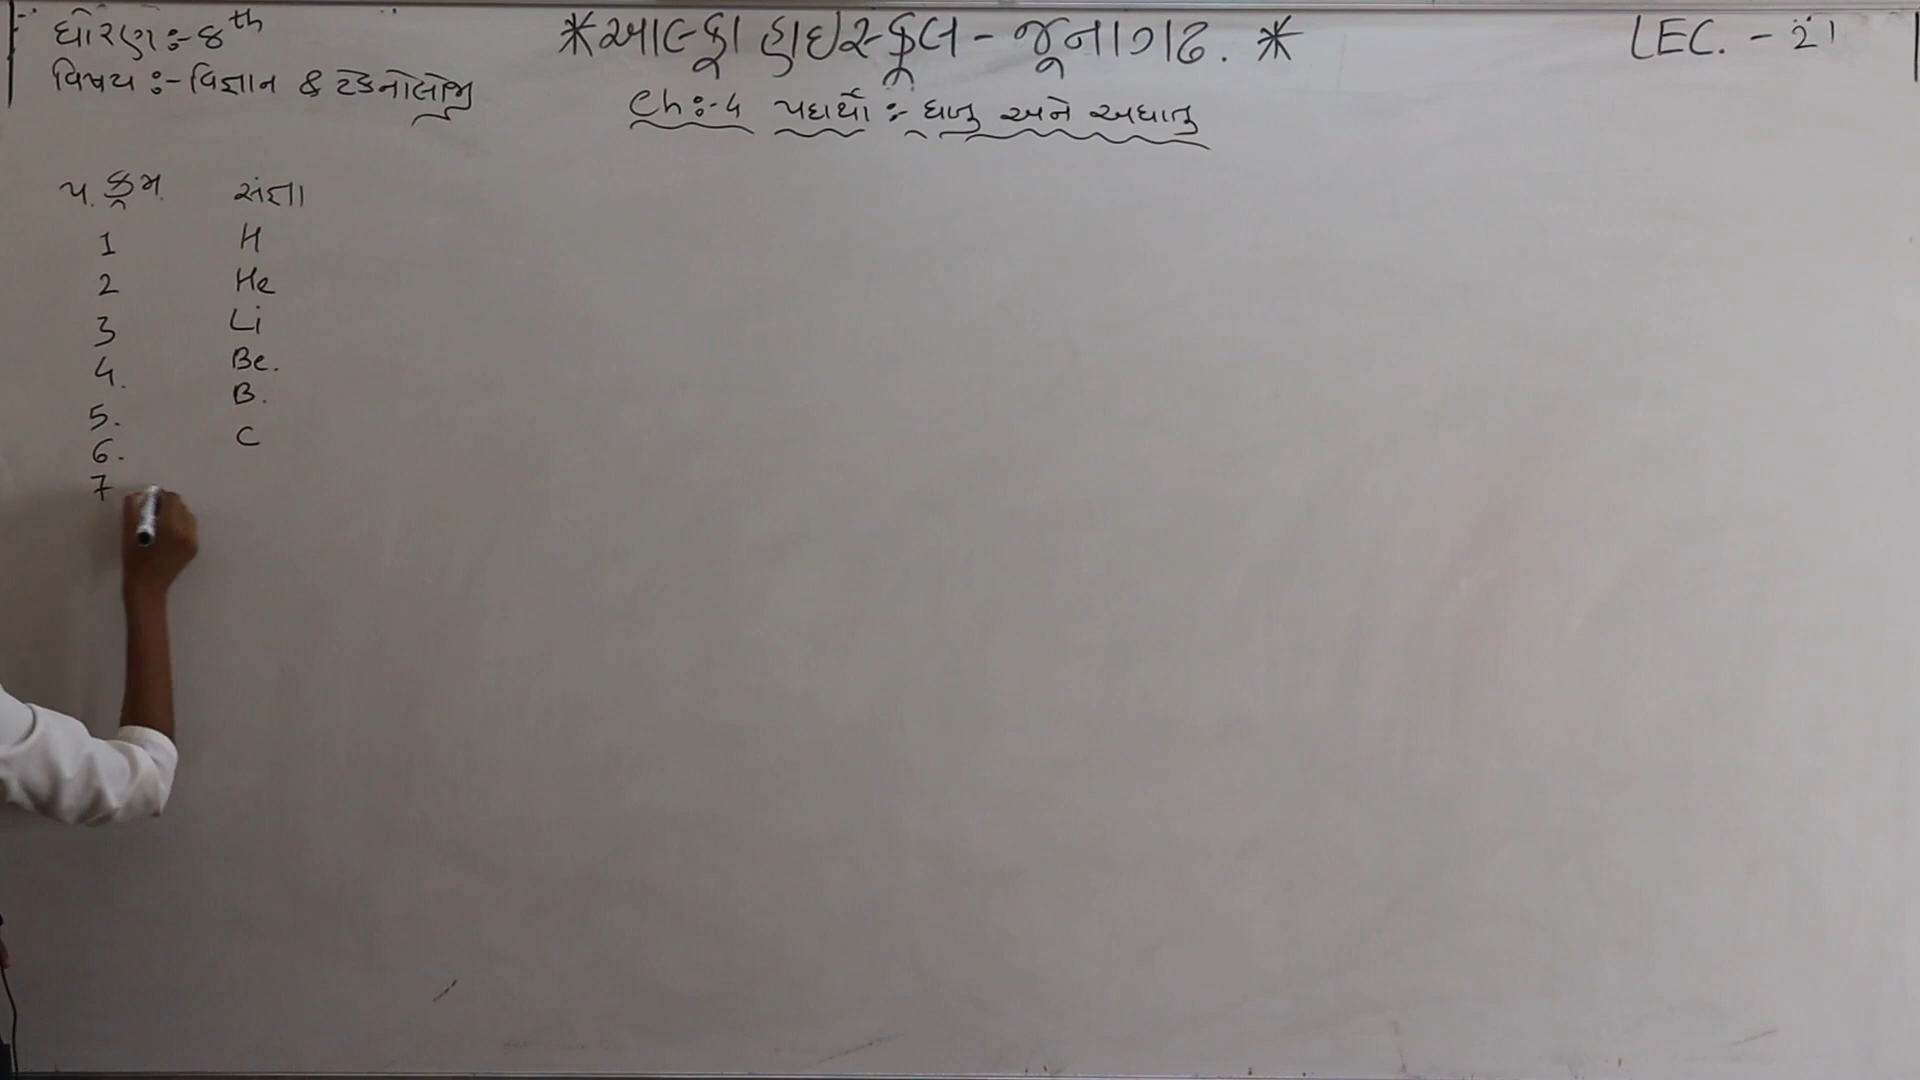 ધોરણ :- 8th
*આલ્ફા હાઇસ્કૂલ - જૂનાગઢ. *
LEC. - 21
વિષય :- વિજ્ઞાન & ટેકનોલોજી
Ch :- 4 પદાર્થો :- ધાતુ અને અધાતુ
પ. ક્રમ. સંજ્ઞા
1 H
2 He
3 Li
4. Be.
5. B.
6. C
7